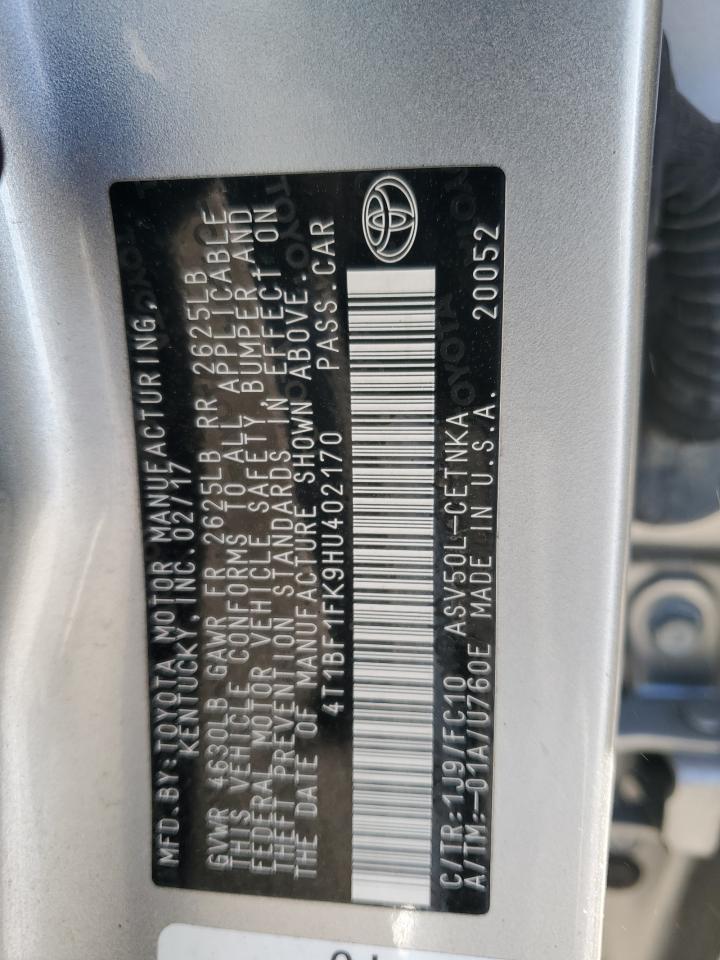 MFD. BY: TOYOTA MOTOR MANUFACTURING,
KENTUCKY, INC. 02/17
GVWR 4630LB GAWR FR 2625LB RR 2625LB
THIS VEHICLE CONFORMS TO ALL APPLICABLE
FEDERAL MOTOR VEHICLE SAFETY, BUMPER, AND
THEFT PREVENTION STANDARDS IN EFFECT ON
THE DATE OF MANUFACTURE SHOWN ABOVE.
4T1BF1FK9HU402170 PASS. CAR
C/TR: 1J9/FC10 ASV50L-CETNKA
A/TM: -01A/U760E MADE IN U.S.A. 20052